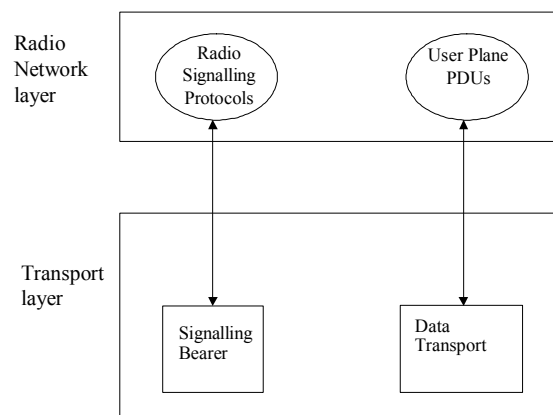 Radio
Network
layer
Radio
Signalling
Protocols
User Plane
PDUs
Transport
layer
Signalling
Bearer
Data
Transport